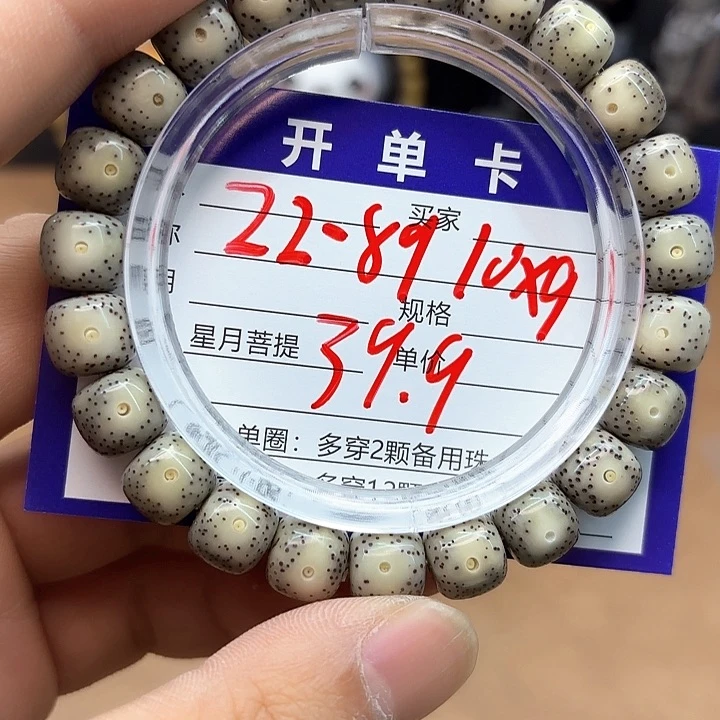 开单卡
买家
22-89 10x9
规格
星月菩提 39.9 单价
单圈：多穿2颗备用珠